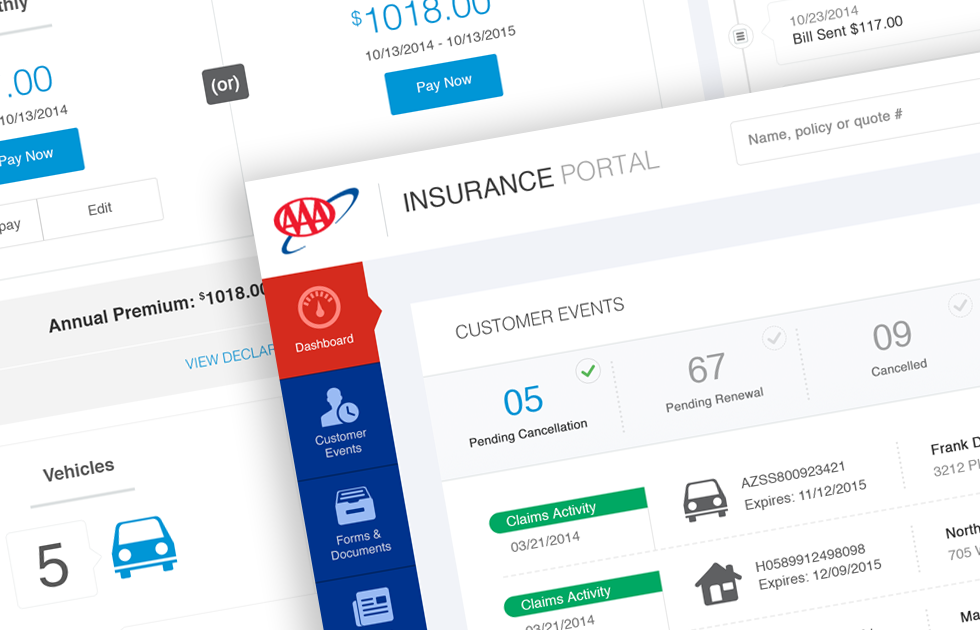 $1018.00
10/13/2014 - 10/13/2015
Pay Now
.00
10/13/2014
Pay Now
(or)
pay
Edit
Annual Premium: $1018.00
VIEW
Vehicles
5
10/23/2014
Bill Sent $117.00
AAA
INSURANCE PORTAL
Name, policy or quote #
Dashboard
Customer
Events
Forms &
Documents
CUSTOMER EVENTS
05
Pending Cancellation
67
Pending Renewal
09
Cancelled
Claims Activity
03/21/2014
AZSS800923421
Expires: 11/12/2015
Frank D
3212
Claims Activity
03/21/2014
H0589912498098
Expires: 12/09/2015
North
705
Ma